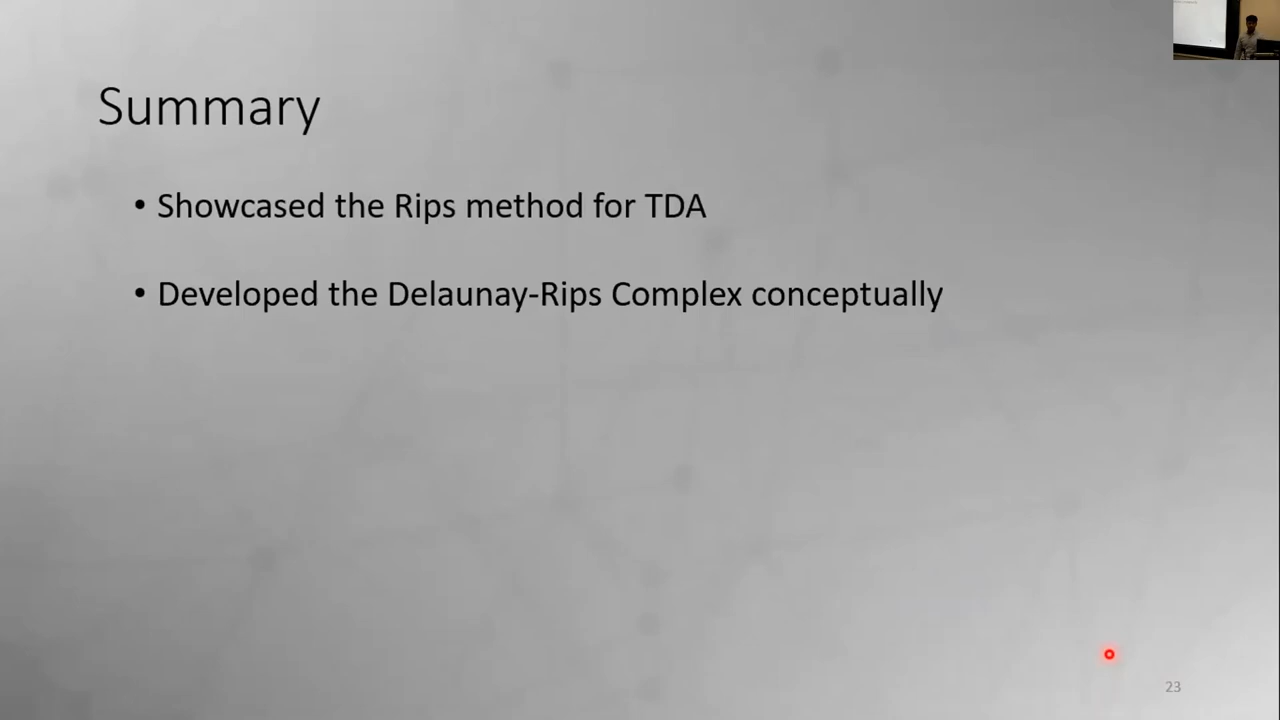 Summary
• Showcased the Rips method for TDA
• Developed the Delaunay-Rips Complex conceptually
23